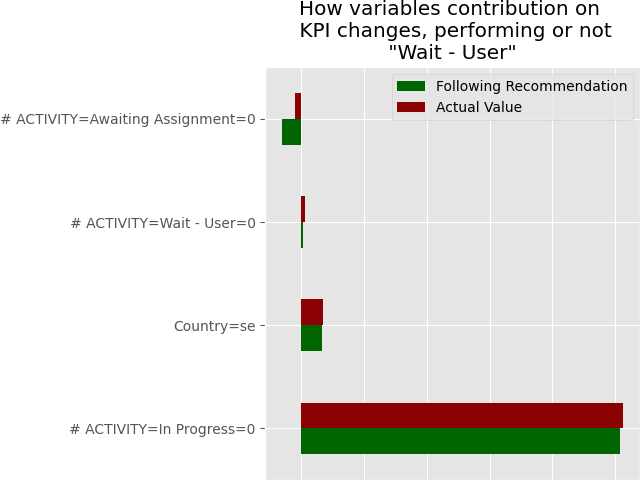 How variables contribution on
KPI changes, performing or not
"Wait - User"
Following Recommendation
Actual Value
# ACTIVITY=Awaiting Assignment=0
# ACTIVITY=Wait - User=0
Country=se
# ACTIVITY=In Progress=0